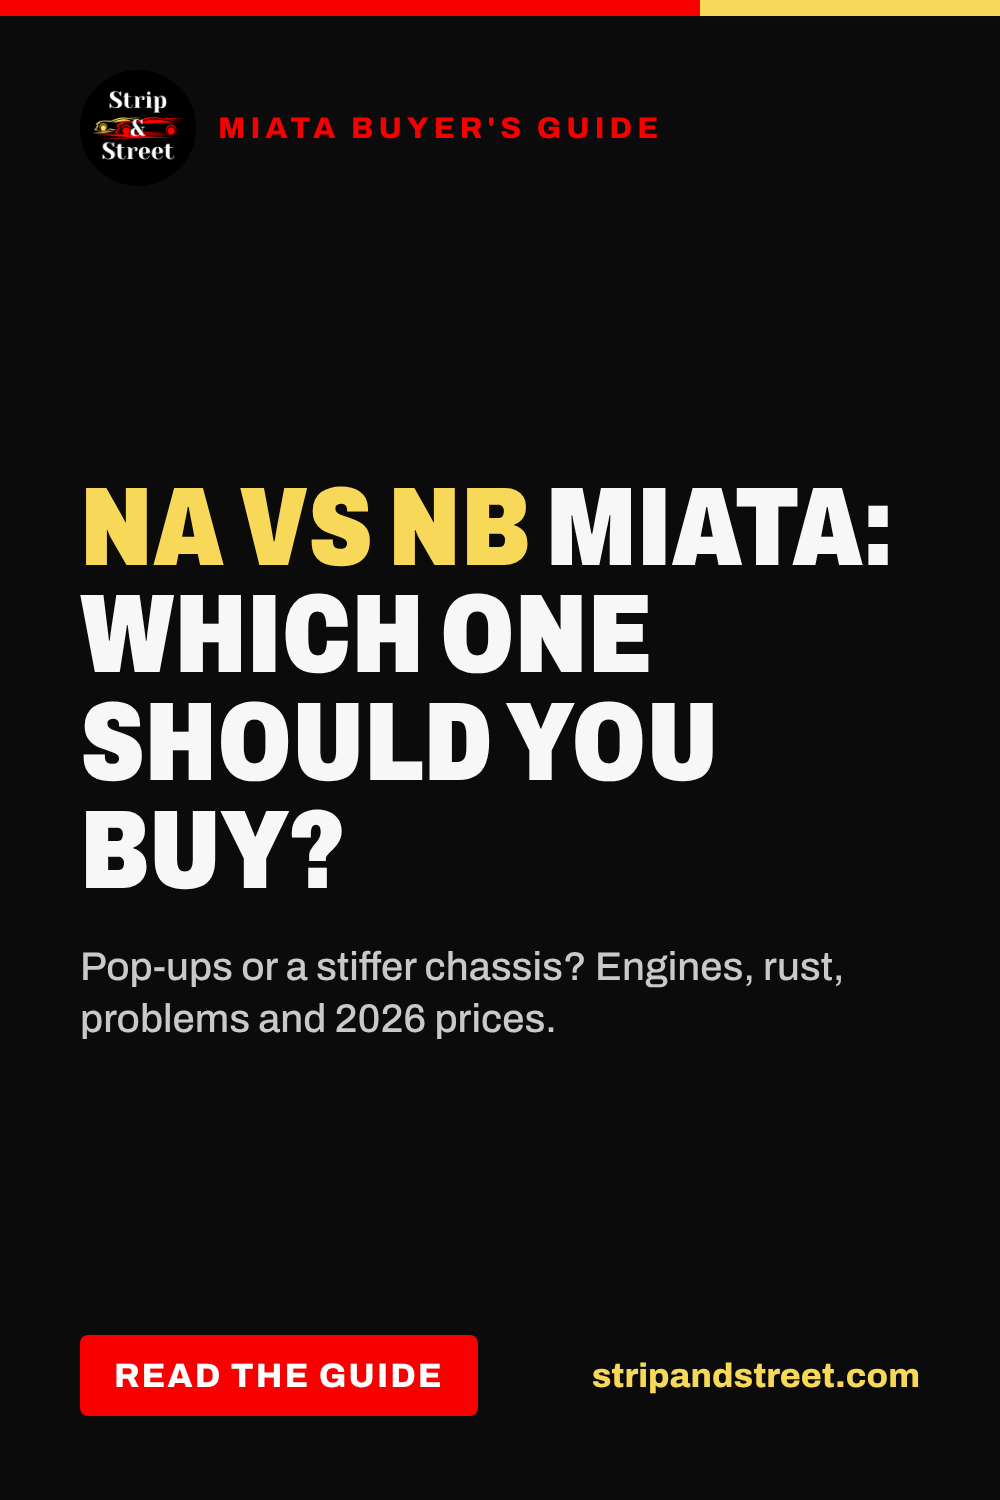 Strip
&
Street
MIATA BUYER'S GUIDE
NA VS NB MIATA:
WHICH ONE
SHOULD YOU
BUY?
Pop-ups or a stiffer chassis? Engines, rust,
problems and 2026 prices.
READ THE GUIDE
stripandstreet.com